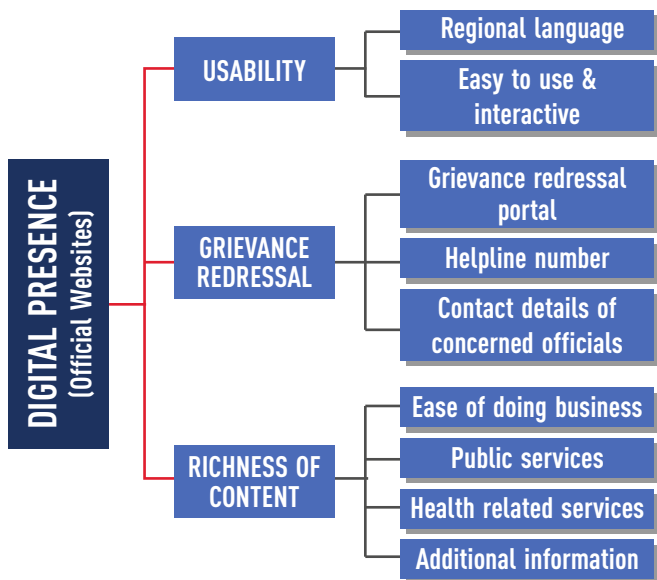 DIGITAL PRESENCE
(Official Websites)
USABILITY
Regional language
Easy to use &
interactive
GRIEVANCE
REDRESSAL
Grievance redressal
portal
Helpline number
Contact details of
concerned officials
RICHNESS OF
CONTENT
Ease of doing business
Public services
Health related services
Additional information